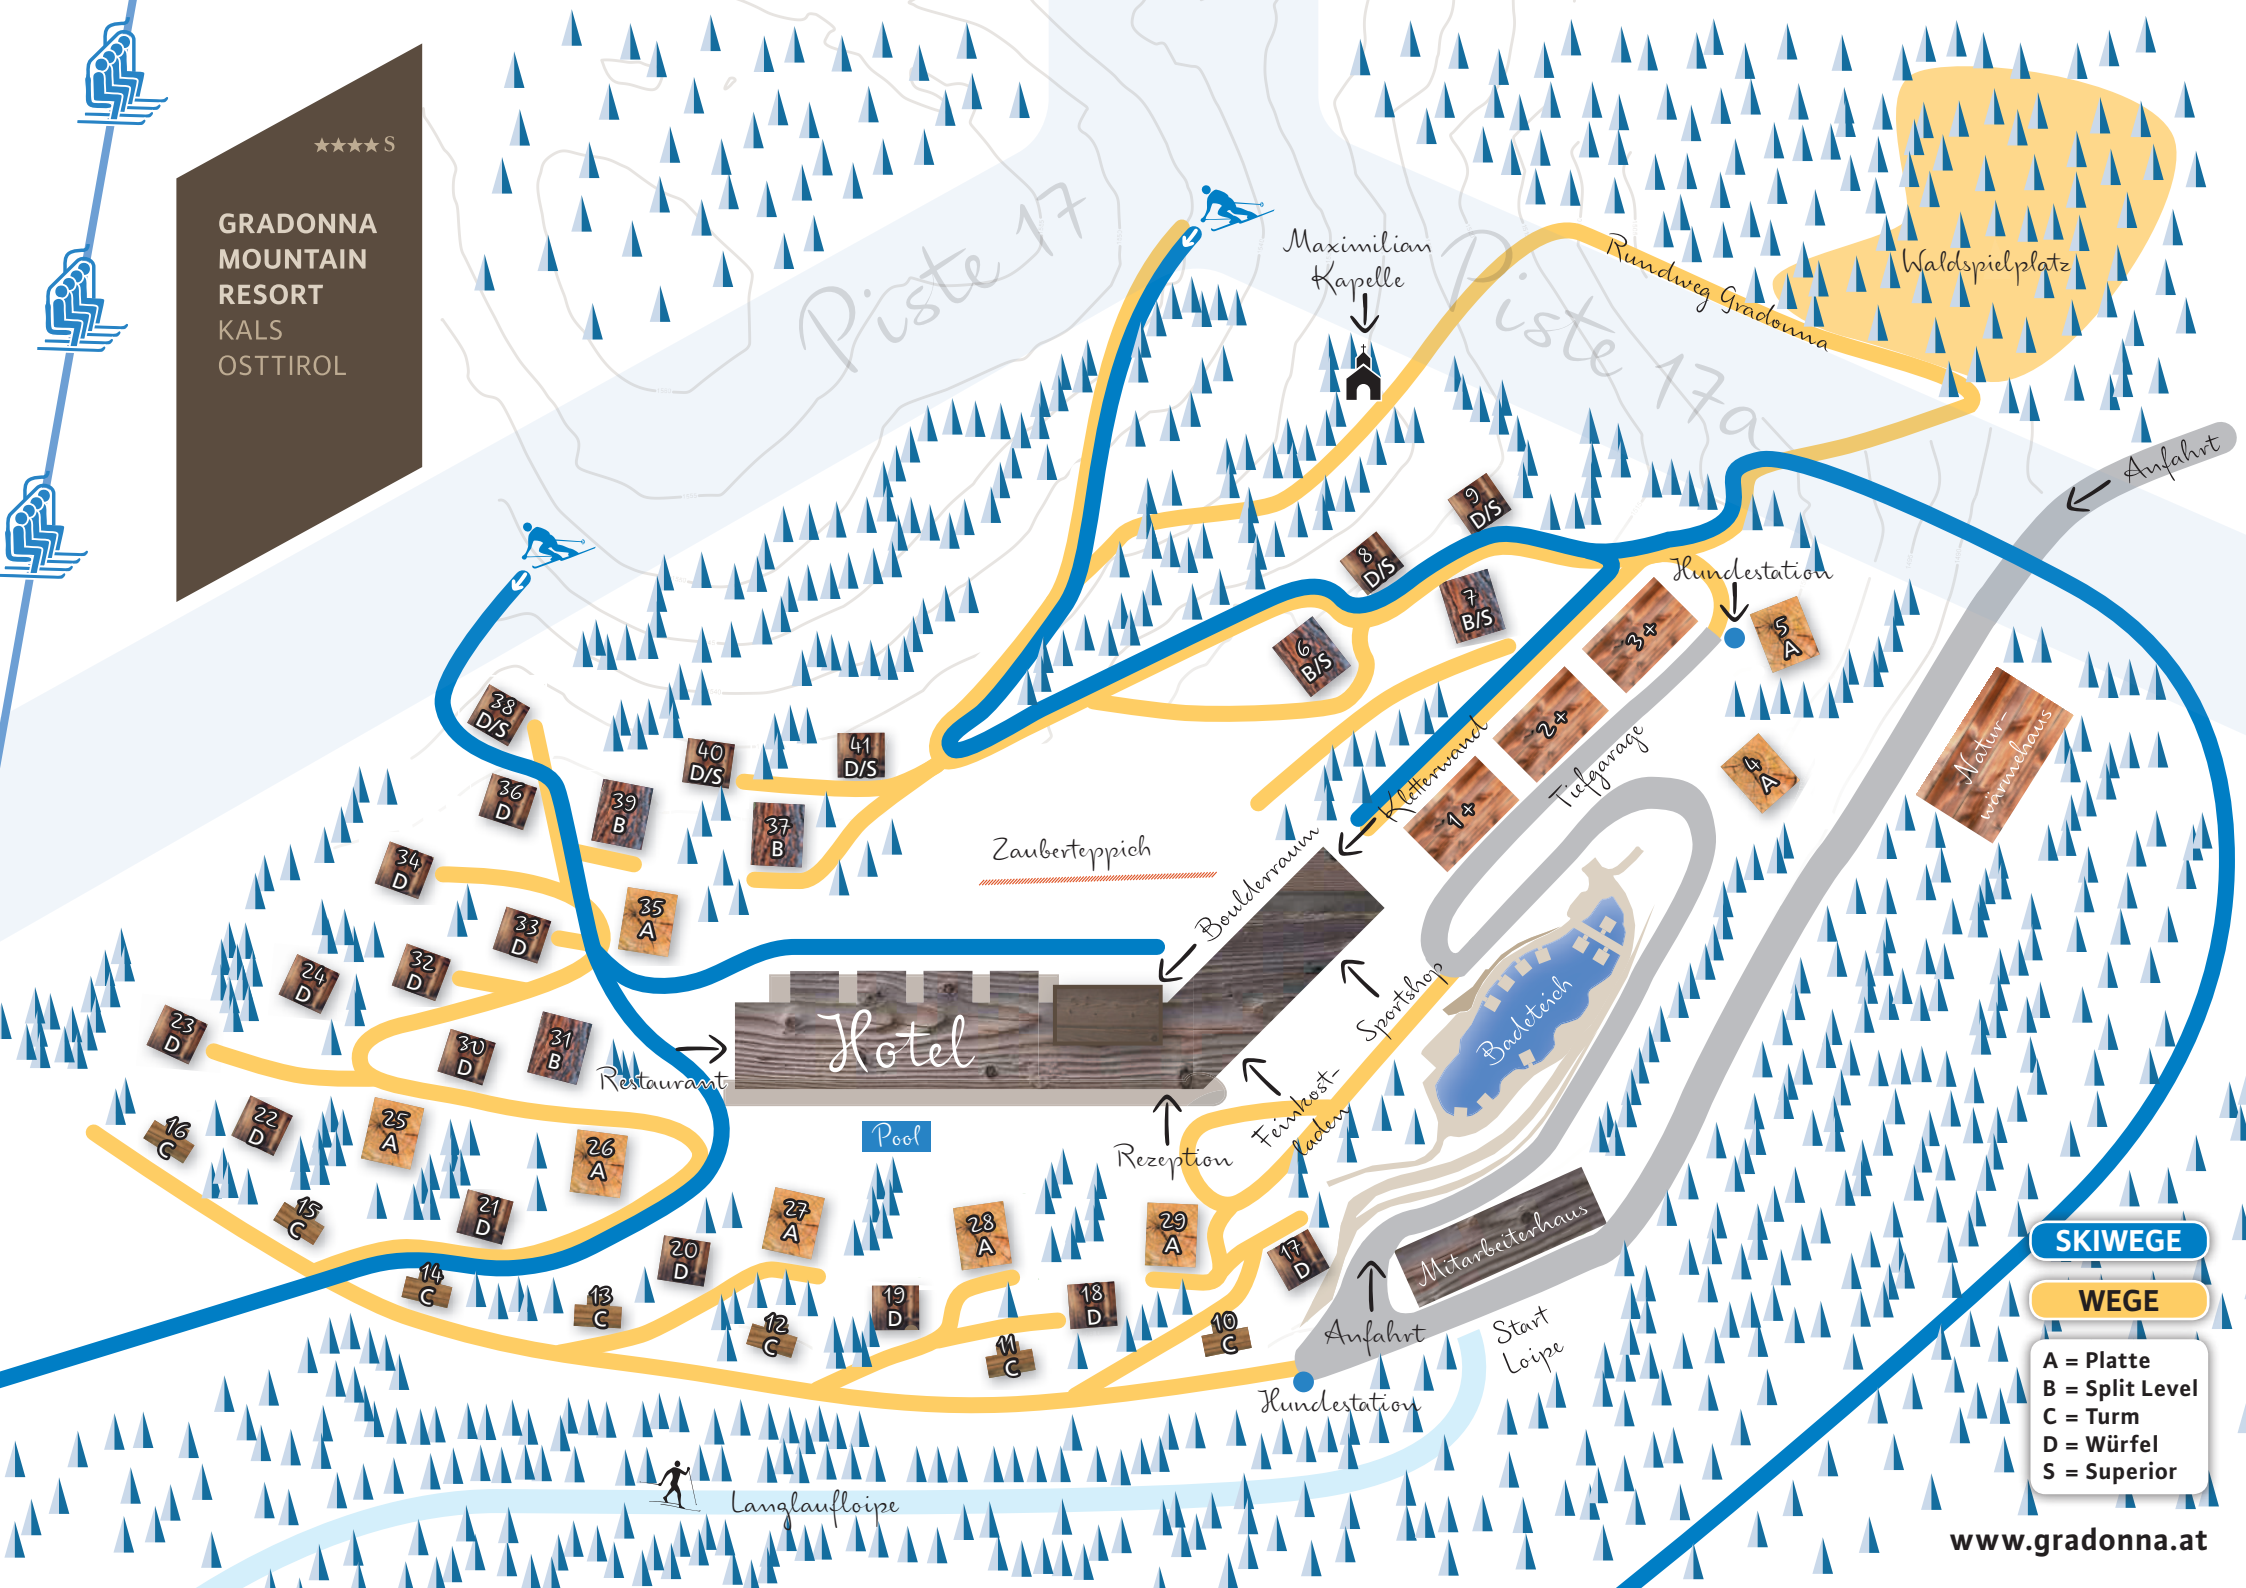 ★★★★ S
GRADONNA
MOUNTAIN
RESORT
KALS
OSTTIROL
Piste 17
Maximilian
Kapelle
Piste 17a
Rundweg Gradonna
Waldspielplatz
Anfahrt
9
D/S
8
D/S
7
B/S
6
B/S
Hundestation
3+
2+
1+
5
A
4
A
Tiefgarage
Kletterwand
Natur-
wärmehaus
38
D/S
40
D/S
41
D/S
36
D
39
B
37
B
34
D
35
A
33
D
32
D
24
D
23
D
30
D
31
B
Zauberteppich
Boulderraum
Sportshop
Badeteich
Hotel
Restaurant
Pool
Rezeption
Feinkost-
laden
16
C
22
D
25
A
26
A
15
C
21
D
27
A
28
A
29
A
20
D
17
D
14
C
13
C
19
D
18
D
12
C
11
C
10
C
Mitarbeiterhaus
Anfahrt
Start
Loipe
Hundestation
Langlaufloipe
SKIWEGE
WEGE
A = Platte
B = Split Level
C = Turm
D = Würfel
S = Superior
www.gradonna.at